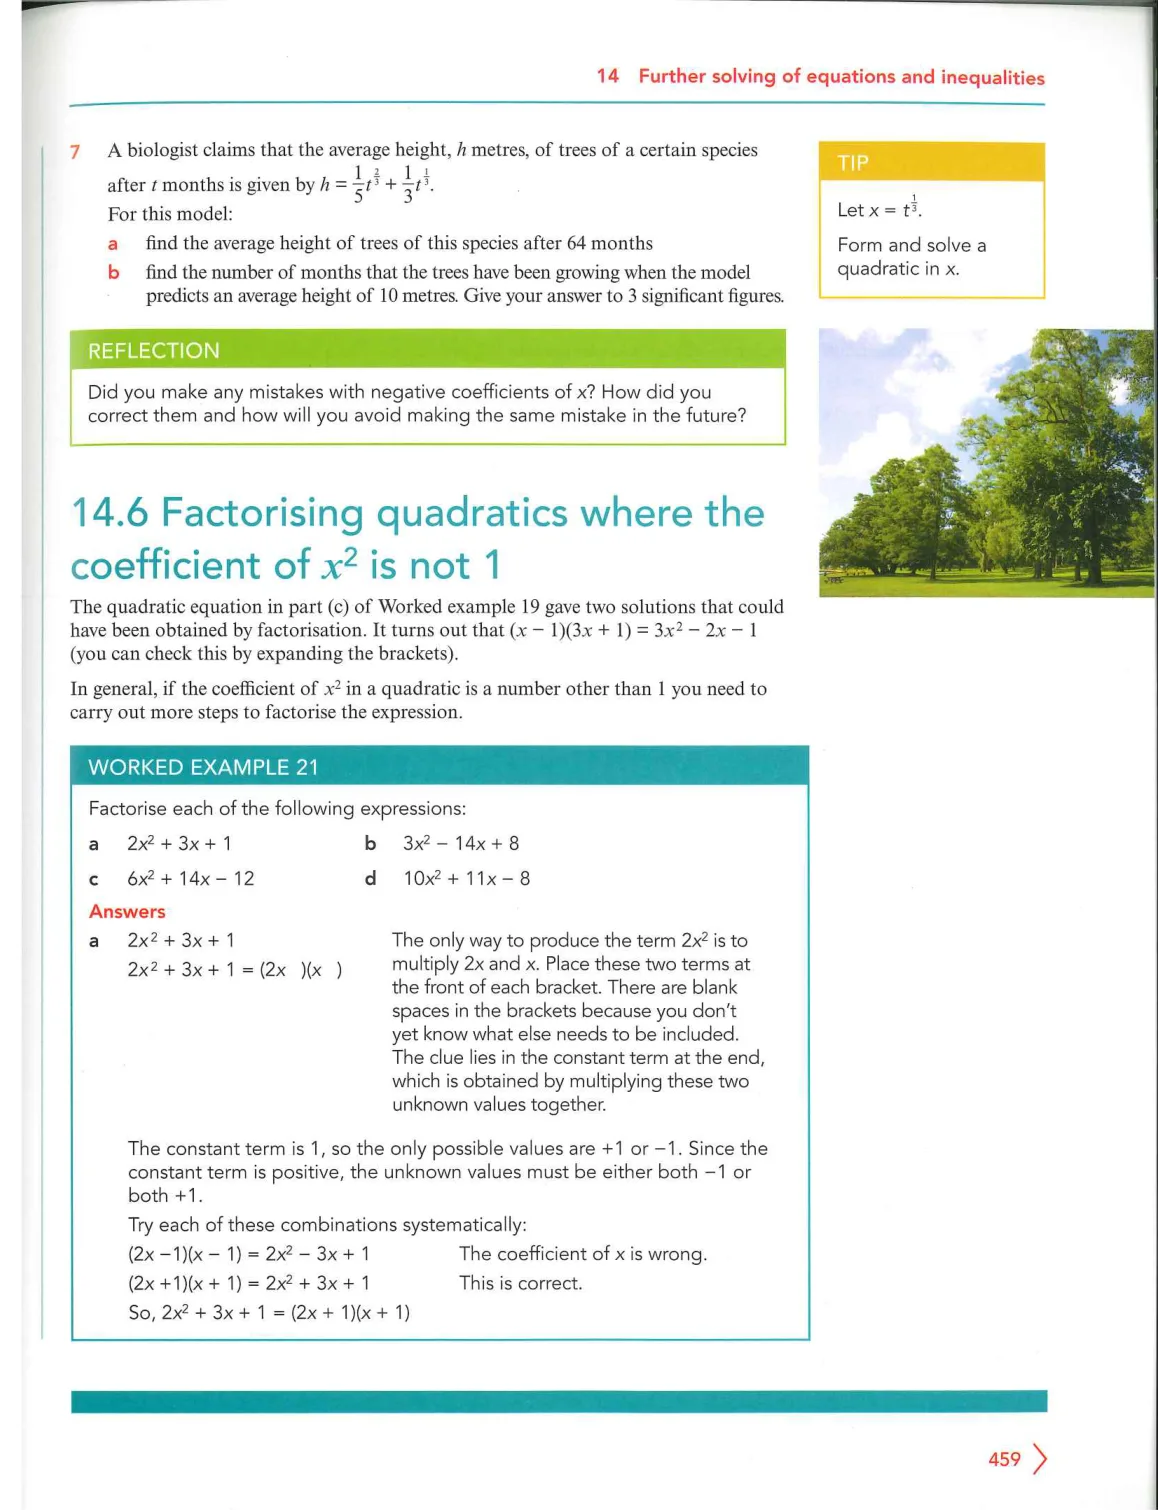 14 Further solving of equations and inequalities
7 A biologist claims that the average height, h metres, of trees of a certain species
after t months is given by h = \frac{1}{5}t^{\frac{2}{3}} + \frac{1}{3}t^{\frac{1}{3}}.
For this model:
a find the average height of trees of this species after 64 months
b find the number of months that the trees have been growing when the model
predicts an average height of 10 metres. Give your answer to 3 significant figures.
TIP
Let x = t^{\frac{1}{3}}.
Form and solve a
quadratic in x.
REFLECTION
Did you make any mistakes with negative coefficients of x? How did you
correct them and how will you avoid making the same mistake in the future?
14.6 Factorising quadratics where the
coefficient of x² is not 1
The quadratic equation in part (c) of Worked example 19 gave two solutions that could
have been obtained by factorisation. It turns out that (x − 1)(3x + 1) = 3x² − 2x − 1
(you can check this by expanding the brackets).
In general, if the coefficient of x² in a quadratic is a number other than 1 you need to
carry out more steps to factorise the expression.
WORKED EXAMPLE 21
Factorise each of the following expressions:
a 2x² + 3x + 1 b 3x² − 14x + 8
c 6x² + 14x − 12 d 10x² + 11x − 8
Answers
a 2x² + 3x + 1
2x² + 3x + 1 = (2x )(x )
The only way to produce the term 2x² is to
multiply 2x and x. Place these two terms at
the front of each bracket. There are blank
spaces in the brackets because you don't
yet know what else needs to be included.
The clue lies in the constant term at the end,
which is obtained by multiplying these two
unknown values together.
The constant term is 1, so the only possible values are +1 or −1. Since the
constant term is positive, the unknown values must be either both −1 or
both +1.
Try each of these combinations systematically:
(2x −1)(x − 1) = 2x² − 3x + 1 The coefficient of x is wrong.
(2x +1)(x + 1) = 2x² + 3x + 1 This is correct.
So, 2x² + 3x + 1 = (2x + 1)(x + 1)
459